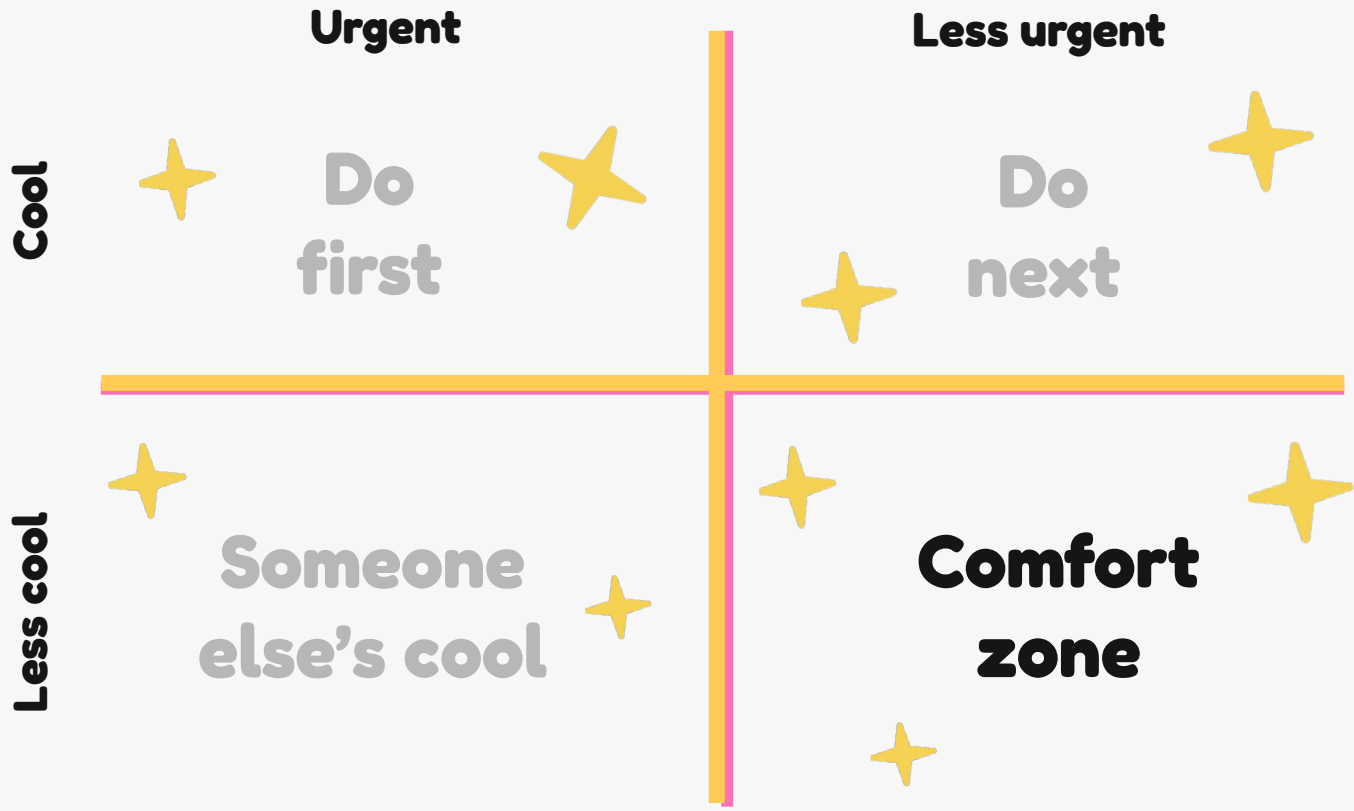 Urgent
Less urgent
Cool
Do
first
Do
next
Less cool
Someone
else’s cool
Comfort
zone